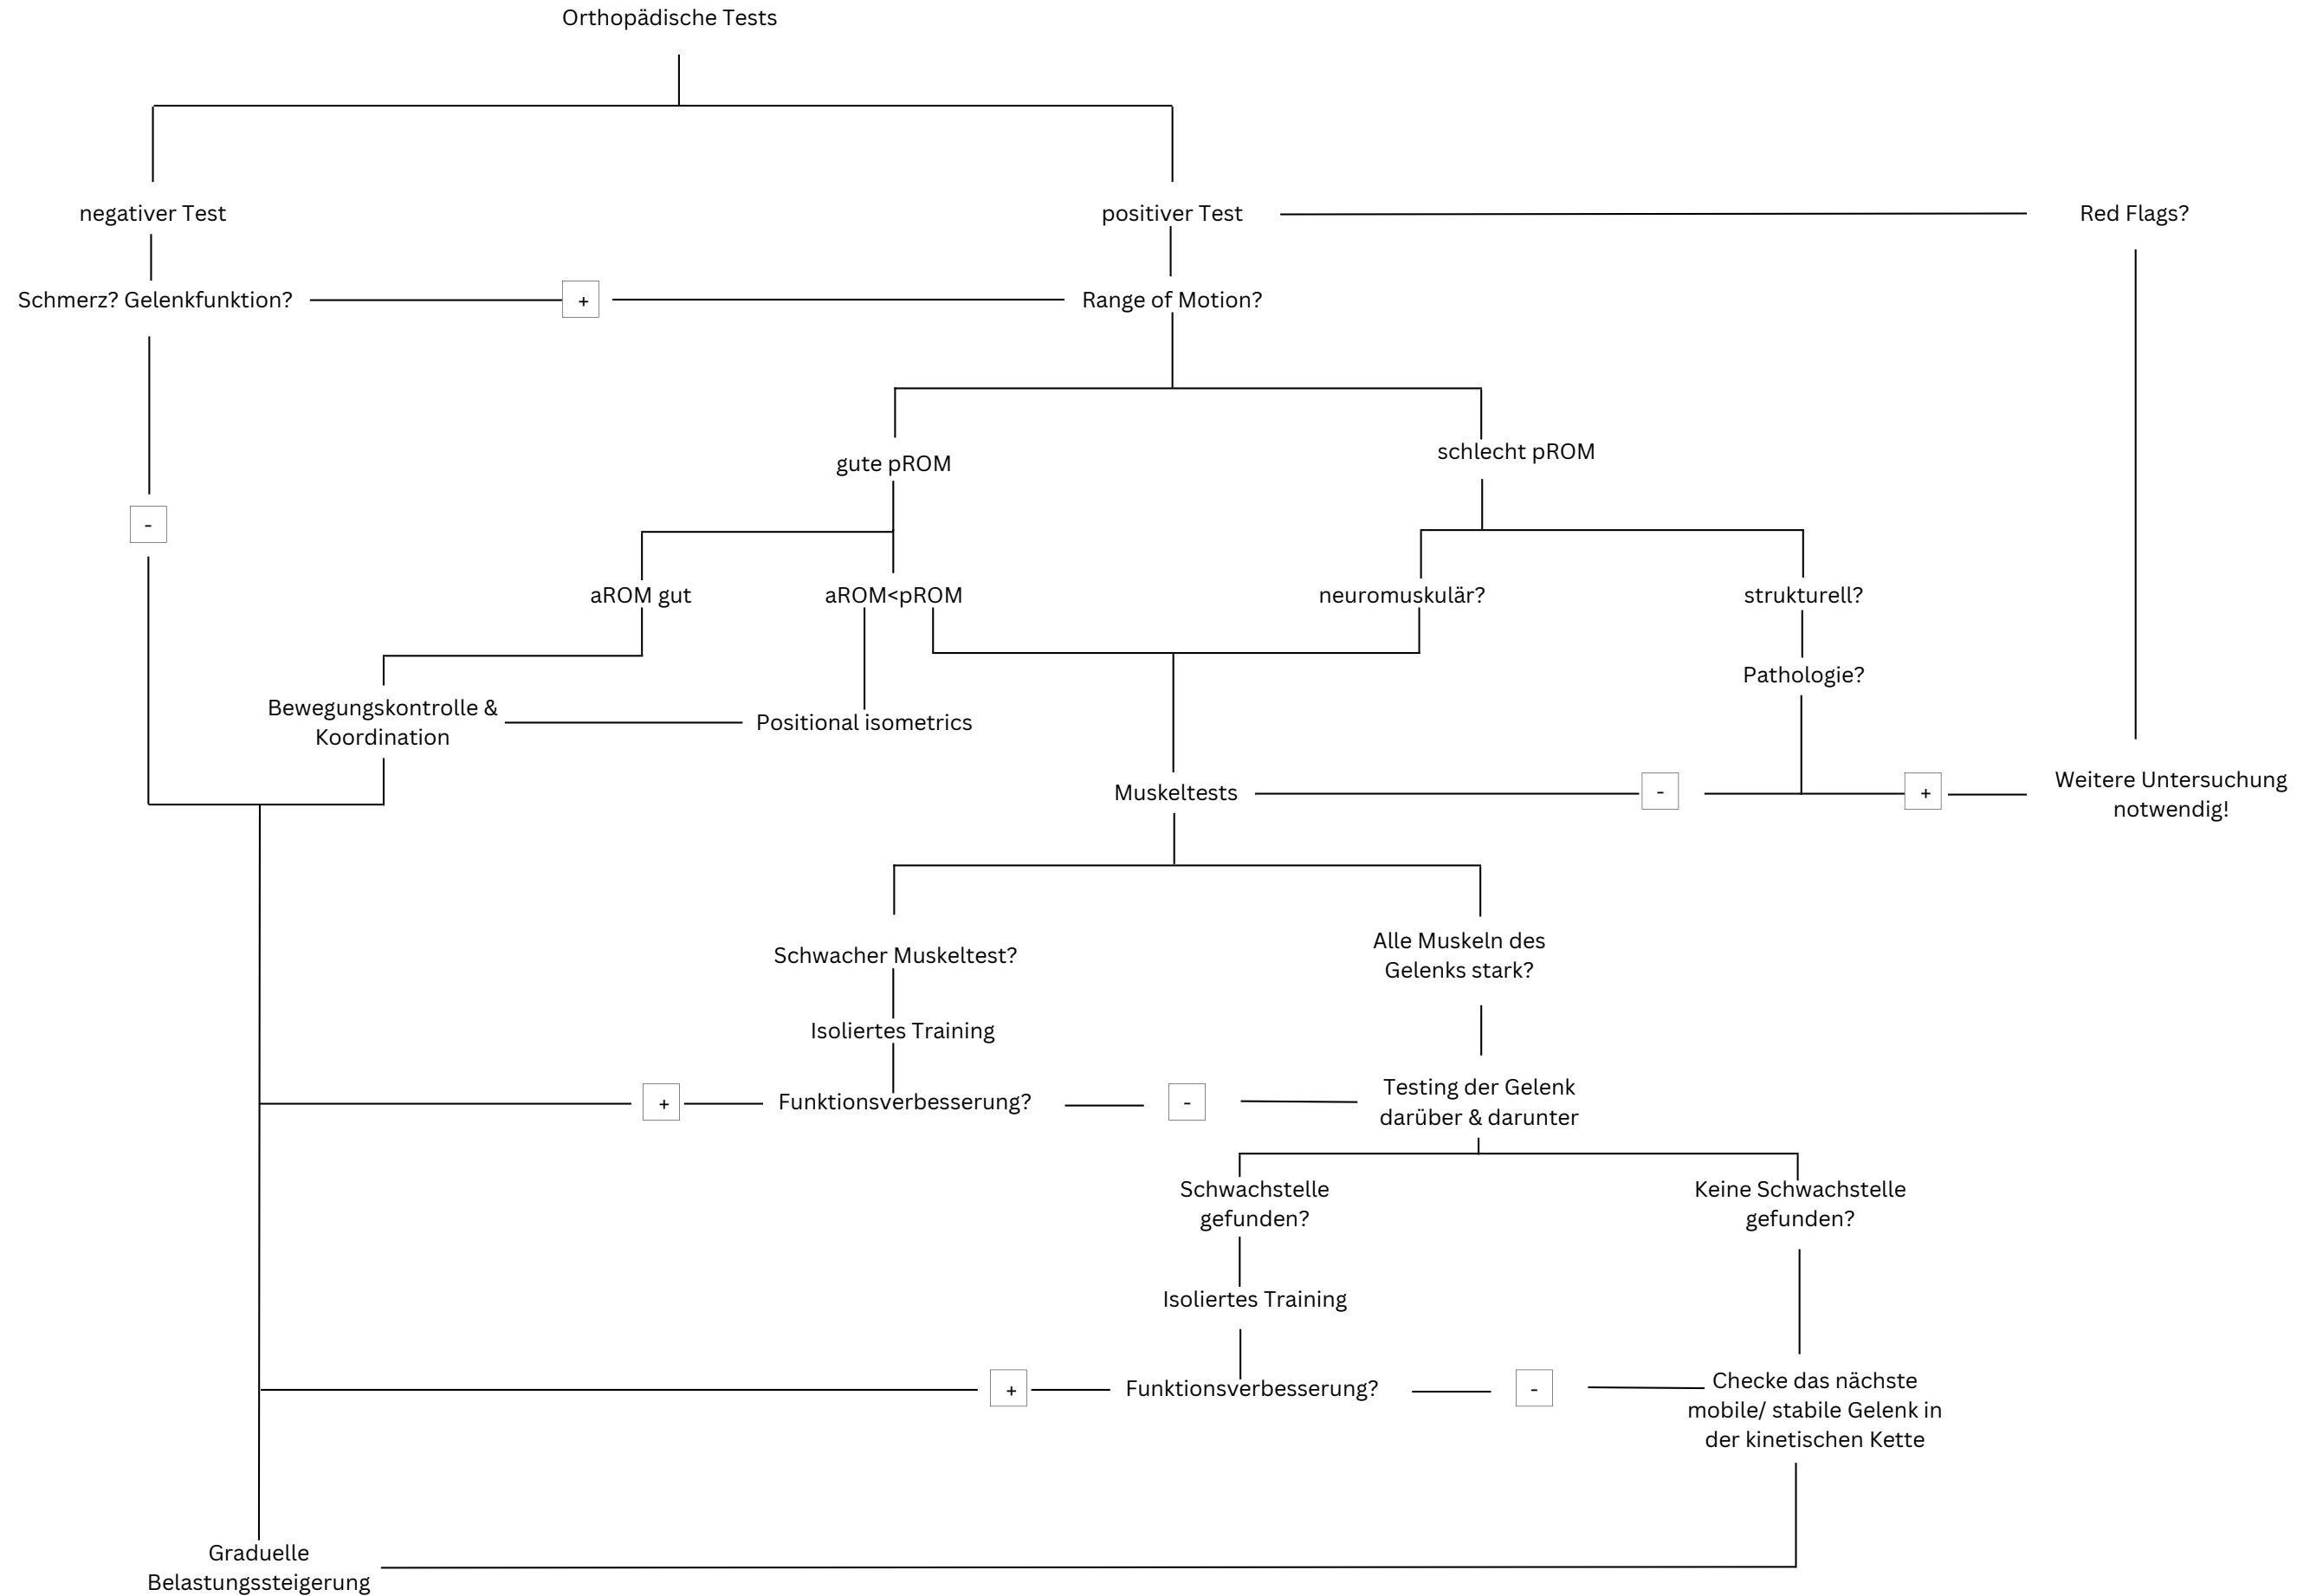 Orthopädische Tests
negativer Test
positiver Test
Red Flags?
Schmerz? Gelenkfunktion?
+
Range of Motion?
gute pROM
schlecht pROM
-
aROM gut
aROM<pROM
neuromuskulär?
strukturell?
Pathologie?
Bewegungskontrolle &
Koordination
Positional isometrics
Muskeltests
-
+
Weitere Untersuchung
notwendig!
Schwacher Muskeltest?
Alle Muskeln des
Gelenks stark?
Isoliertes Training
+
Funktionsverbesserung?
-
Testing der Gelenk
darüber & darunter
Schwachstelle
gefunden?
Keine Schwachstelle
gefunden?
Isoliertes Training
+
Funktionsverbesserung?
-
Checke das nächste
mobile/ stabile Gelenk in
der kinetischen Kette
Graduelle
Belastungssteigerung